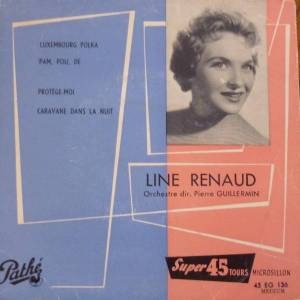 LUXEMBOURG POLKA
PAM, POU, DE
PROTÈGE-MOI
CARAVANE DANS LA NUIT
LINE RENAUD
Orchestre dir. Pierre GUILLERMIN
Pathé
Super 45 TOURS MICROSILLON
45 EG 136
MEDIUM